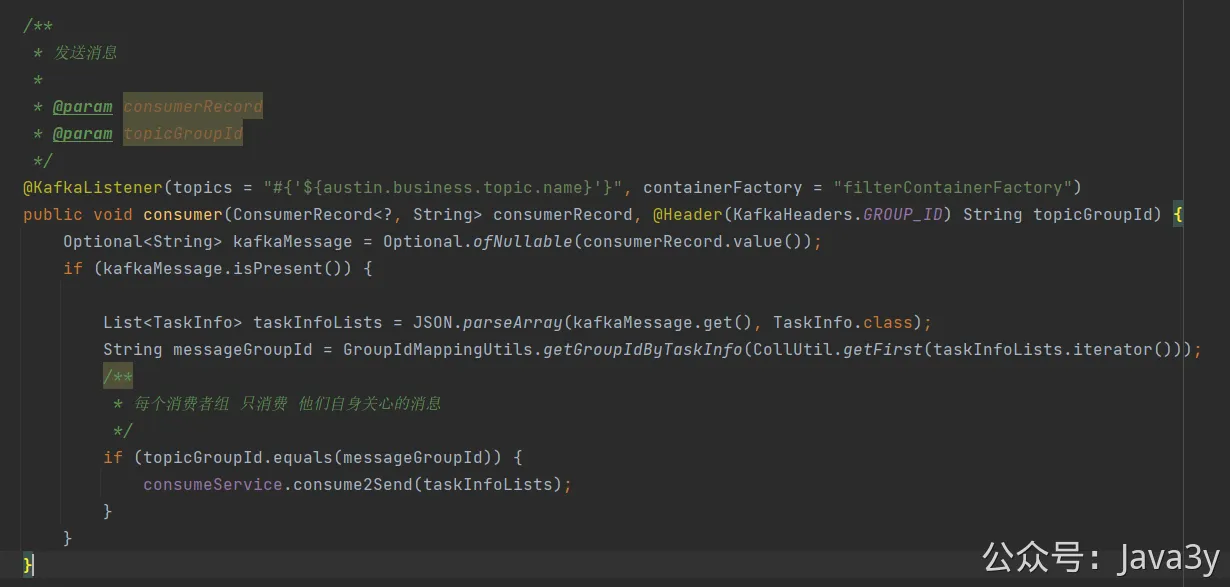 /**
 * 发送消息
 *
 * @param consumerRecord
 * @param topicGroupId
 */
@KafkaListener(topics = "#{'${austin.business.topic.name}'}", containerFactory = "filterContainerFactory")
public void consumer(ConsumerRecord<?, String> consumerRecord, @Header(KafkaHeaders.GROUP_ID) String topicGroupId) {
    Optional<String> kafkaMessage = Optional.ofNullable(consumerRecord.value());
    if (kafkaMessage.isPresent()) {

        List<TaskInfo> taskInfoLists = JSON.parseArray(kafkaMessage.get(), TaskInfo.class);
        String messageGroupId = GroupIdMappingUtils.getGroupIdByTaskInfo(CollUtil.getFirst(taskInfoLists.iterator()));
        /**
         * 每个消费者组 只消费 他们自身关心的消息
         */
        if (topicGroupId.equals(messageGroupId)) {
            consumeService.consume2Send(taskInfoLists);
        }
    }
}
公众号：Java3y